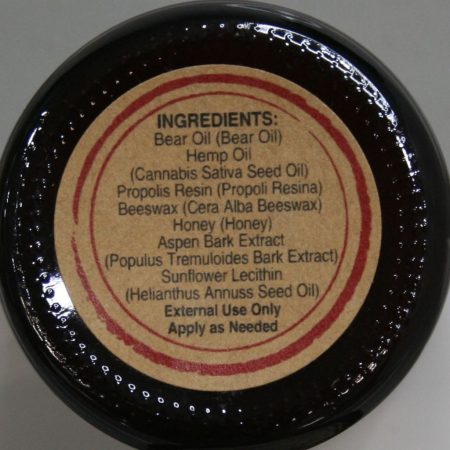 INGREDIENTS:
Bear Oil (Bear Oil)
Hemp Oil
(Cannabis Sativa Seed Oil)
Propolis Resin (Propoli Resina)
Beeswax (Cera Alba Beeswax)
Honey (Honey)
Aspen Bark Extract
(Populus Tremuloides Bark Extract)
Sunflower Lecithin
(Helianthus Annuss Seed Oil)
External Use Only
Apply as Needed